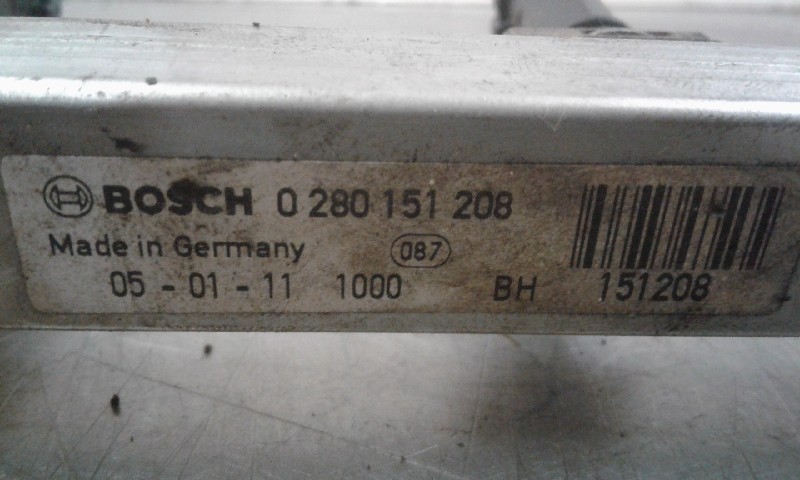 BOSCH 0 280 151 208
Made in Germany 087
05 - 01 - 11 1000 BH 151208